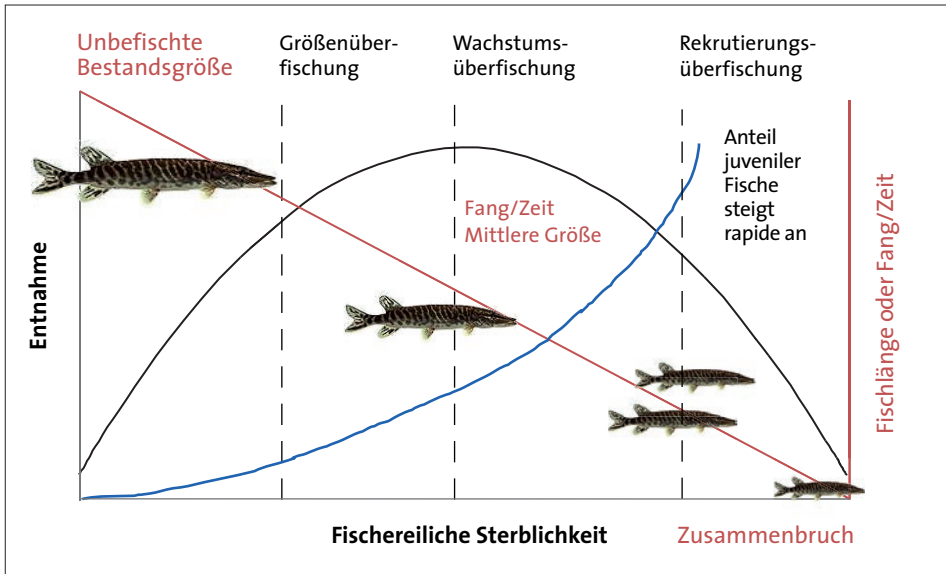 Unbefischte
Bestandsgröße
Größenüber-
fischung
Wachstums-
überfischung
Rekrutierungs-
überfischung
Anteil
juveniler
Fische
steigt
rapide an
Fang/Zeit
Mittlere Größe
Entnahme
Fischlänge oder Fang/Zeit
Fischereiliche Sterblichkeit
Zusammenbruch